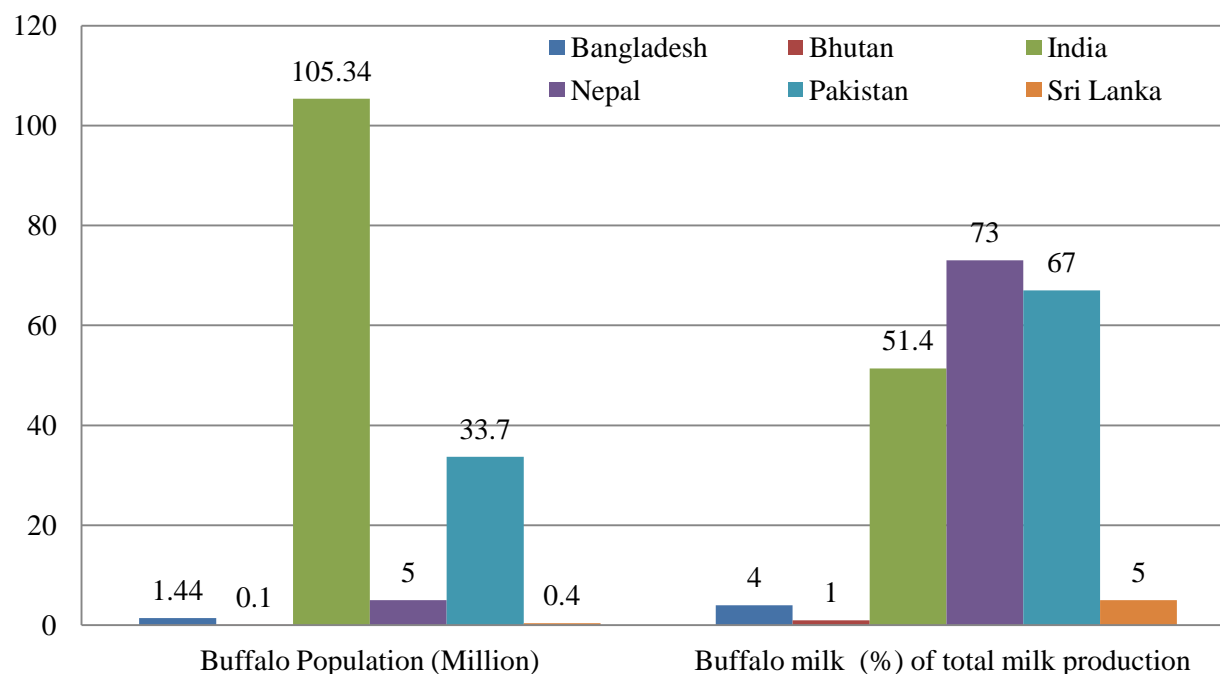 120
100
80
60
40
20
0
Bangladesh Bhutan India
Nepal Pakistan Sri Lanka
1.44 0.1 105.34 5 33.7 0.4
4 1 51.4 73 67 5
Buffalo Population (Million) Buffalo milk (%) of total milk production